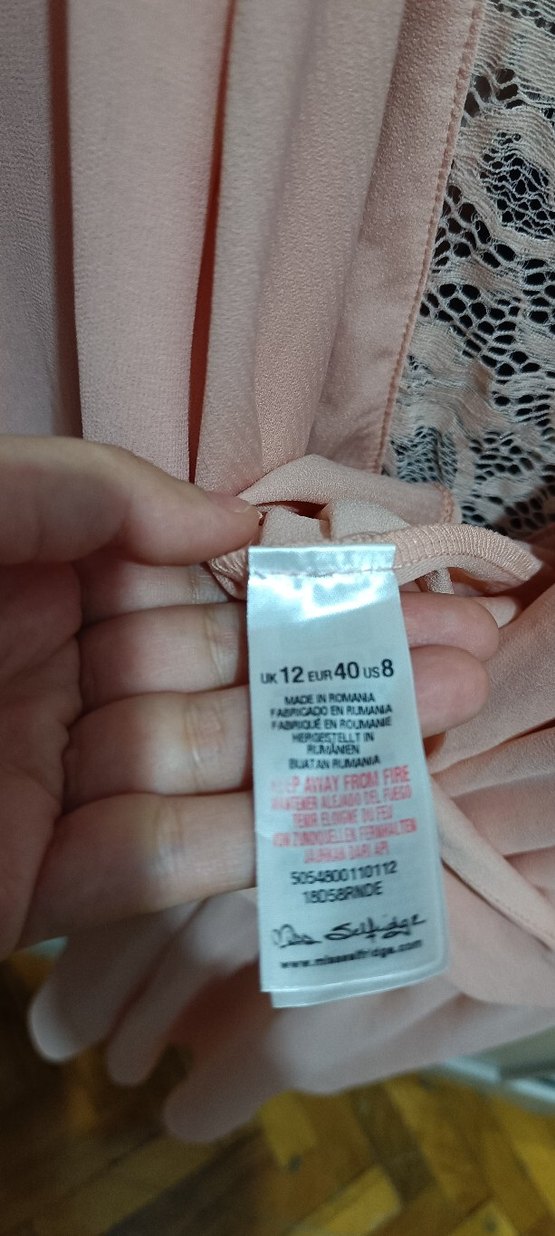 UK 12 EUR 40 US 8
MADE IN ROMANIA
FABRICADO EN RUMANIA
FABRIQUÉ EN ROUMANIE
HERGESTELLT IN
RUMÄNIEN
BUATAN RUMANIA
KEEP AWAY FROM FIRE
MANTENER ALEJADO DEL FUEGO
TENIR ELOIGNE DU FEU
VON ZUNDQUELLEN FERNHALTEN
JAUHKAN DARI API
5054800110112
18D58RNDE
Miss Selfridge
www.missselfridge.com